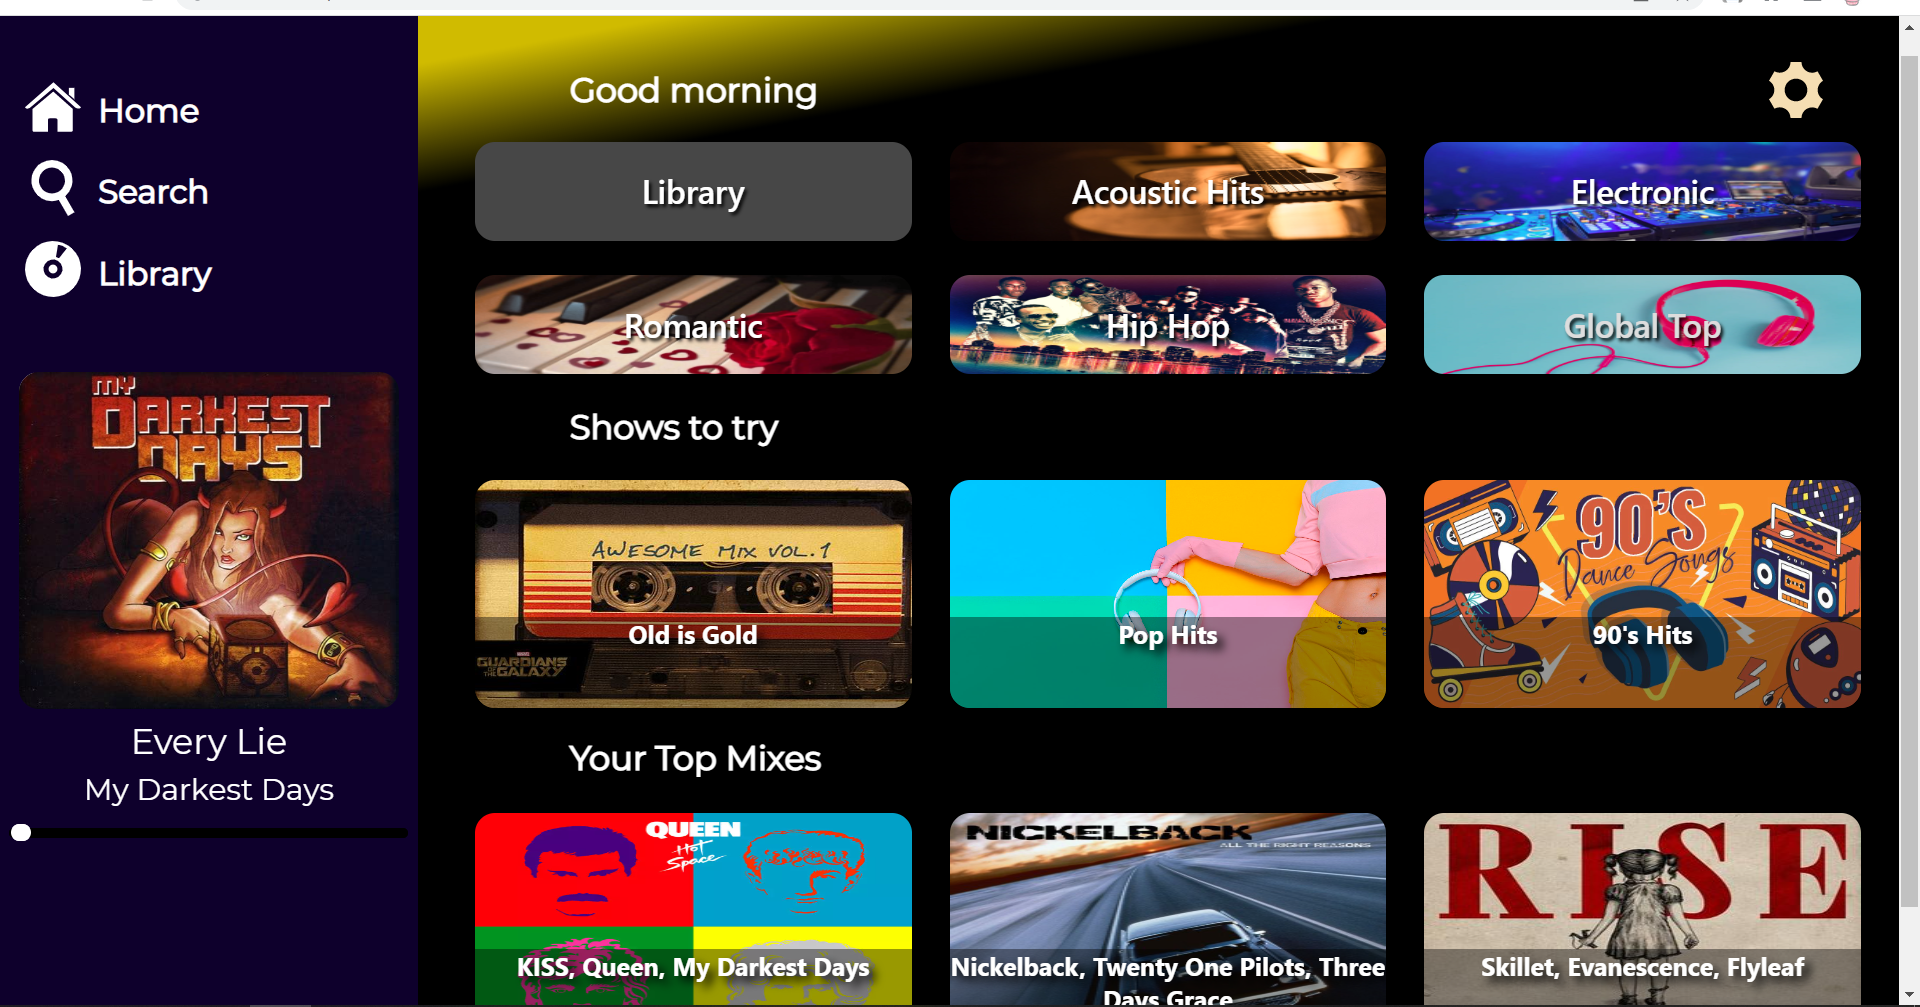 Home
Search
Library
MY
DARKEST
DAYS
Every Lie
My Darkest Days
Good morning
Library
Acoustic Hits
Electronic
Romantic
Hip Hop
Global Top
Shows to try
AWESOME MIX VOL.1
Old is Gold
MARVEL
GUARDIANS
OF THE GALAXY
Pop Hits
90'S
Dance Songs
90's Hits
Your Top Mixes
QUEEN
Hot
Space
KISS, Queen, My Darkest Days
NICKELBACK
ALL THE RIGHT REASONS
Nickelback, Twenty One Pilots, Three
Days Grace
RISE
Skillet, Evanescence, Flyleaf